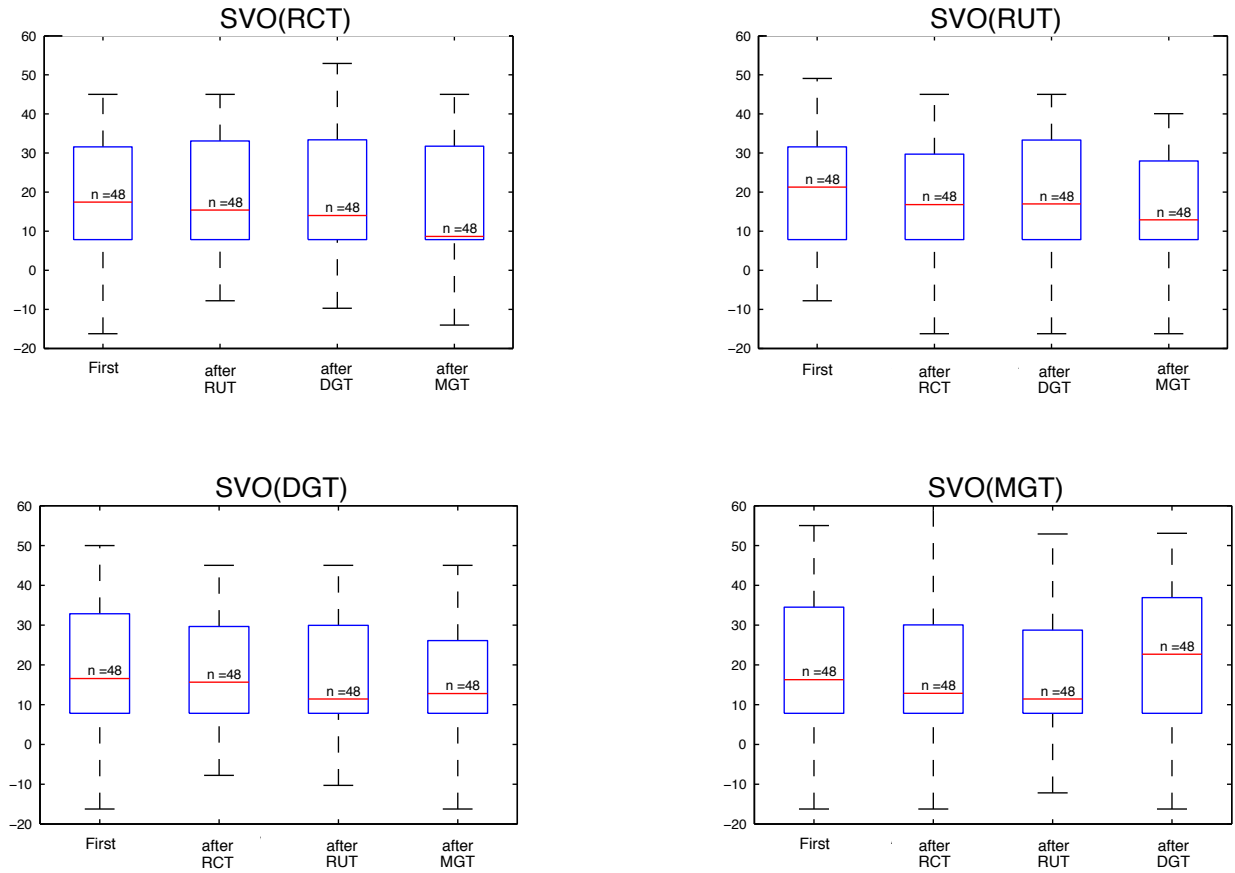 SVO(RCT)
60
50
40
30
20
10
0
−10
−20
n =48
n =48
n =48
n =48
First
after
RUT
after
DGT
after
MGT
SVO(RUT)
60
50
40
30
20
10
0
−10
−20
n =48
n =48
n =48
n =48
First
after
RCT
after
DGT
after
MGT
SVO(DGT)
60
50
40
30
20
10
0
−10
−20
n =48
n =48
n =48
n =48
First
after
RCT
after
RUT
after
MGT
SVO(MGT)
60
50
40
30
20
10
0
−10
−20
n =48
n =48
n =48
n =48
First
after
RCT
after
RUT
after
DGT